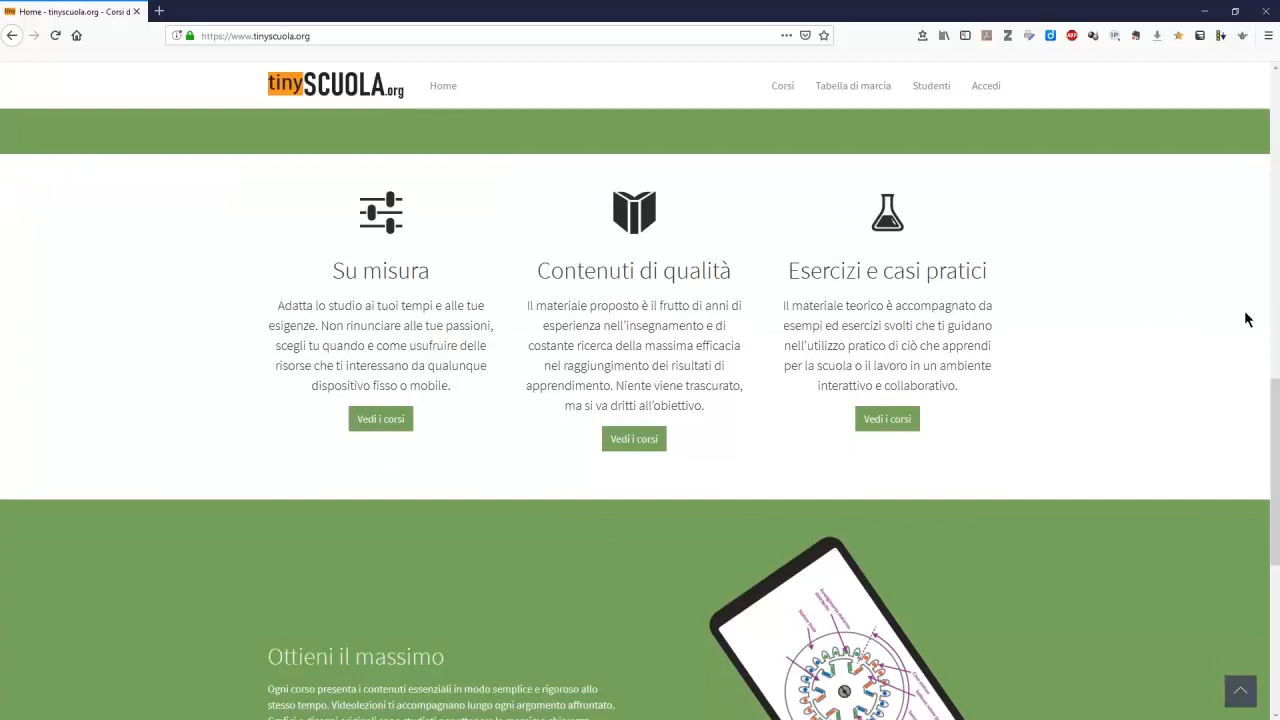 tiny Home - tinyscuola.org - Corsi d
https://www.tinyscuola.org
tinySCUOLA.org
Home
Corsi
Tabella di marcia
Studenti
Accedi
Su misura
Adatta lo studio ai tuoi tempi e alle tue
esigenze. Non rinunciare alle tue passioni,
scegli tu quando e come usufruire delle
risorse che ti interessano da qualunque
dispositivo fisso o mobile.
Vedi i corsi
Contenuti di qualità
Il materiale proposto è il frutto di anni di
esperienza nell'insegnamento e di
costante ricerca della massima efficacia
nel raggiungimento dei risultati di
apprendimento. Niente viene trascurato,
ma si va dritti all'obiettivo.
Vedi i corsi
Esercizi e casi pratici
Il materiale teorico è accompagnato da
esempi ed esercizi svolti che ti guidano
nell'utilizzo pratico di ciò che apprendi
per la scuola o il lavoro in un ambiente
interattivo e collaborativo.
Vedi i corsi
Ottieni il massimo
Ogni corso presenta i contenuti essenziali in modo semplice e rigoroso allo
stesso tempo. Videolezioni ti accompagnano lungo ogni argomento affrontato.